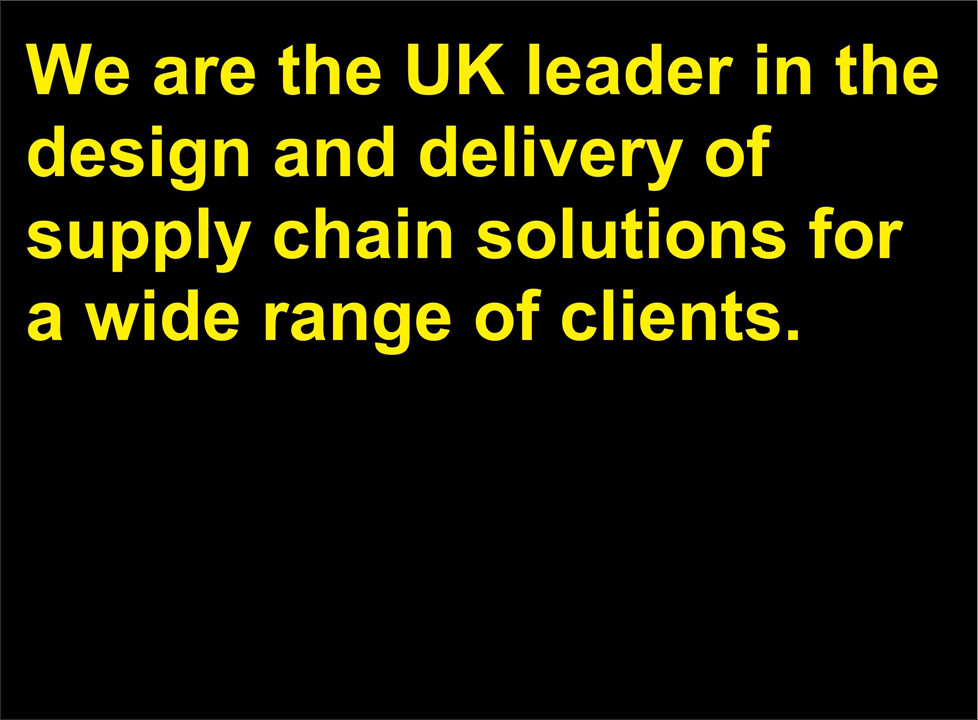 We are the UK leader in the
design and delivery of
supply chain solutions for
a wide range of clients.